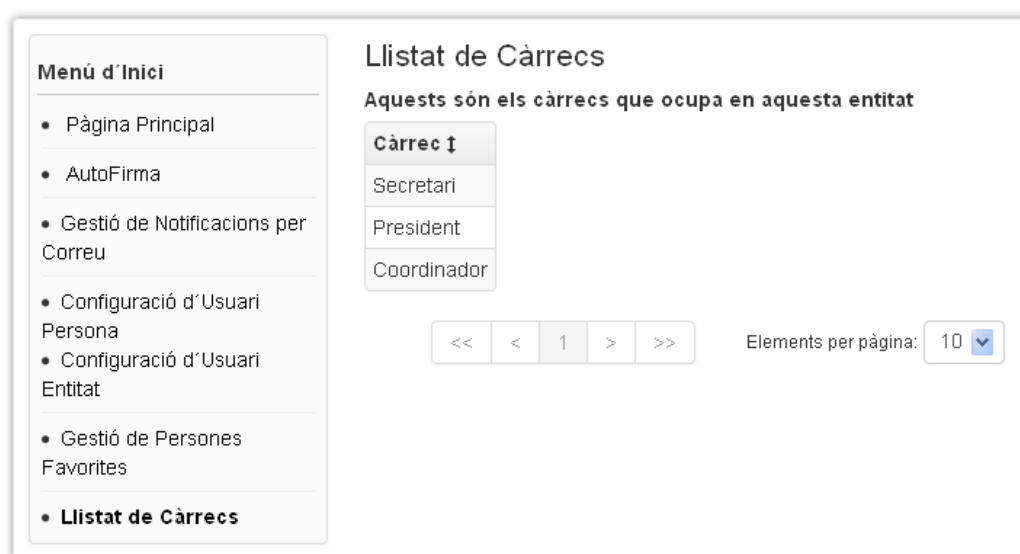 Menú d´Inici
• Pàgina Principal
• AutoFirma
• Gestió de Notificacions per
Correu
• Configuració d´Usuari
Persona
• Configuració d´Usuari
Entitat
• Gestió de Persones
Favorites
• Llistat de Càrrecs
Llistat de Càrrecs
Aquests són els càrrecs que ocupa en aquesta entitat
Càrrec ↕
Secretari
President
Coordinador
<< < 1 > >> Elements per pàgina: 10